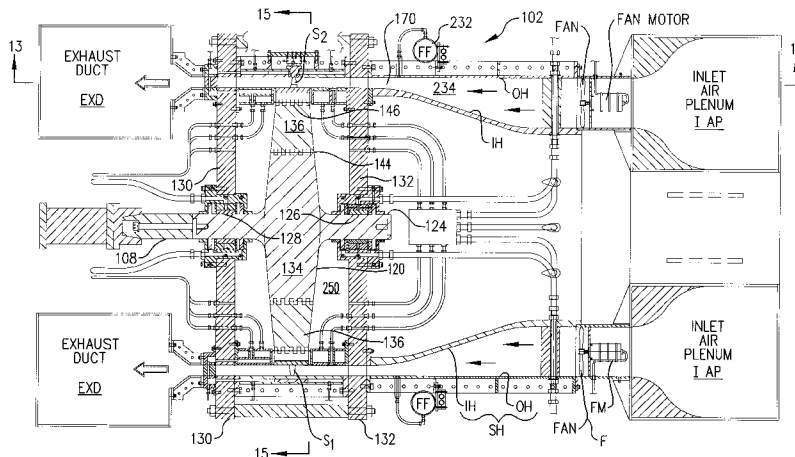 15
S2
170
232
102
FAN
FAN MOTOR
13
EXHAUST
DUCT
EXD
FF
234
OH
INLET
AIR
PLENUM
I AP
136
146
IH
130
144
132
126
124
128
108
134
120
250
136
EXHAUST
DUCT
EXD
INLET
AIR
PLENUM
I AP
IH
OH
SH
FF
FM
FAN
F
15
130
S1
132